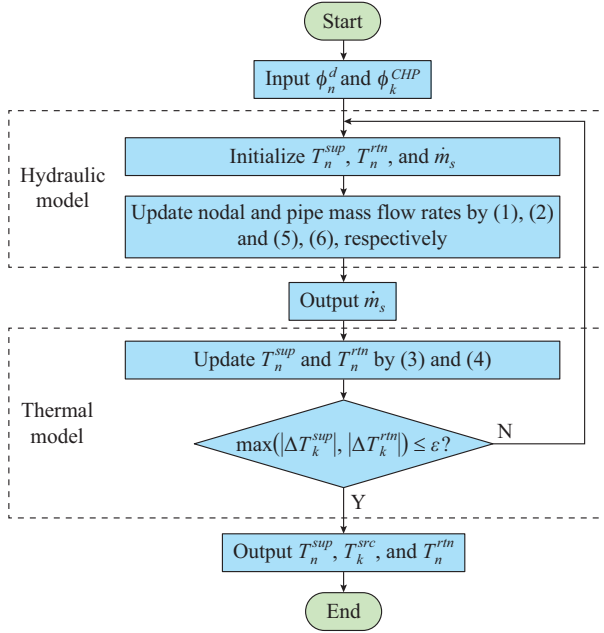 Start
Input ϕ_n^d and ϕ_k^{CHP}
Hydraulic
model
Initialize T_n^{sup}, T_n^{rtn}, and ṁ_s
Update nodal and pipe mass flow rates by (1), (2)
and (5), (6), respectively
Output ṁ_s
Thermal
model
Update T_n^{sup} and T_n^{rtn} by (3) and (4)
max(|ΔT_k^{sup}|, |ΔT_k^{rtn}|) ≤ ε?
N
Y
Output T_n^{sup}, T_k^{src}, and T_n^{rtn}
End